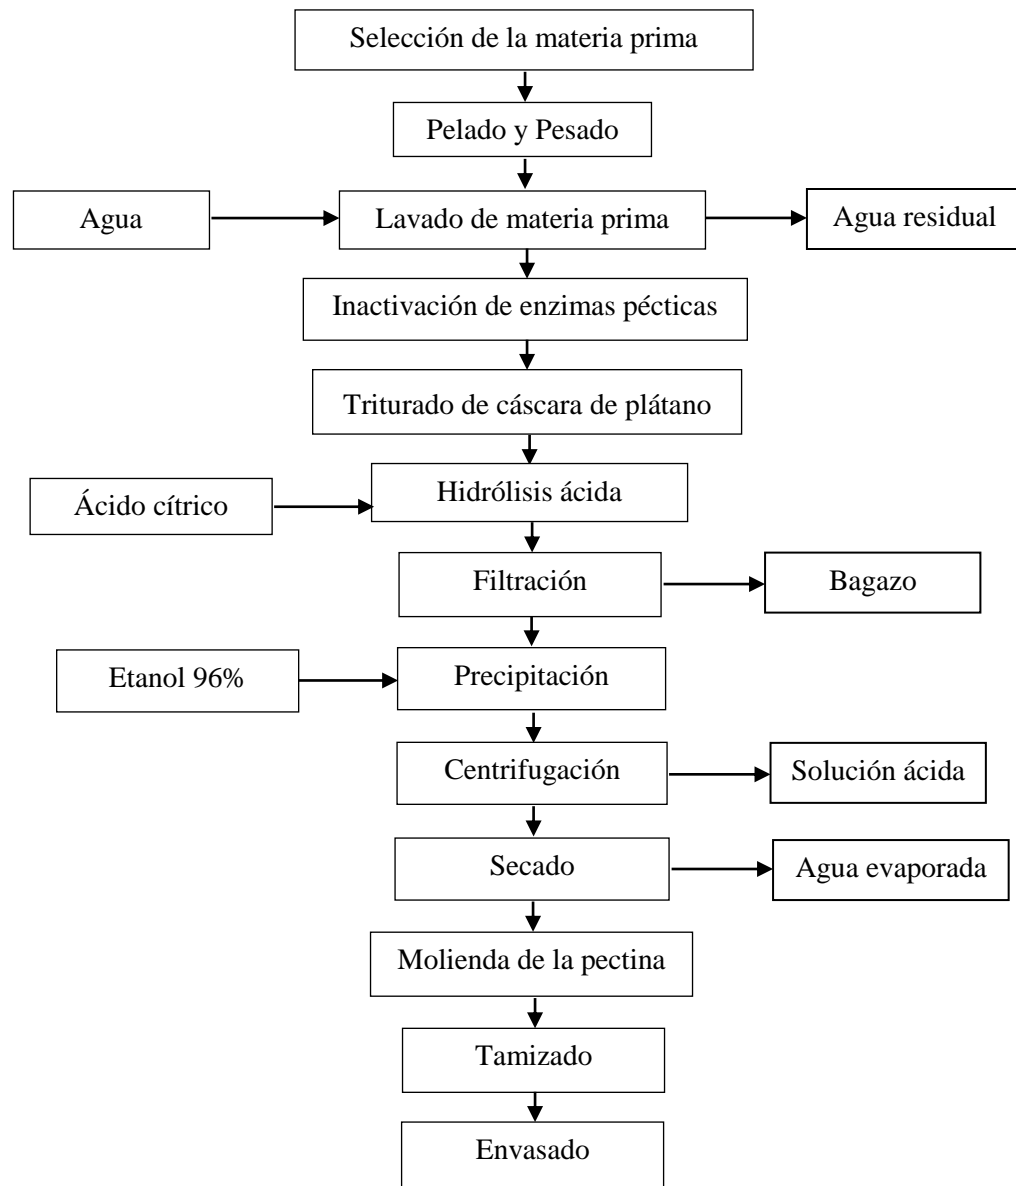 Selección de la materia prima
Pelado y Pesado
Agua
Lavado de materia prima
Agua residual
Inactivación de enzimas pécticas
Triturado de cáscara de plátano
Ácido cítrico
Hidrólisis ácida
Filtración
Bagazo
Etanol 96%
Precipitación
Centrifugación
Solución ácida
Secado
Agua evaporada
Molienda de la pectina
Tamizado
Envasado